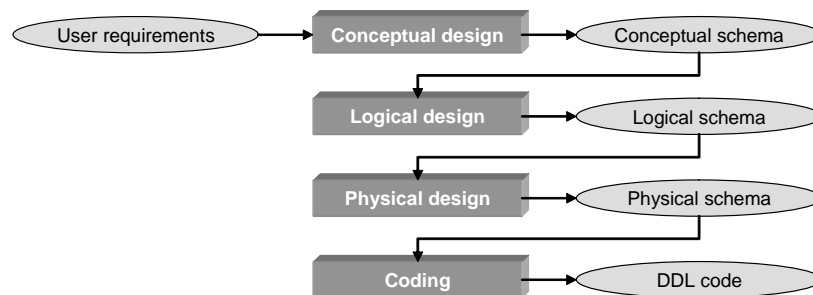 User requirements
Conceptual design
Conceptual schema
Logical design
Logical schema
Physical design
Physical schema
Coding
DDL code